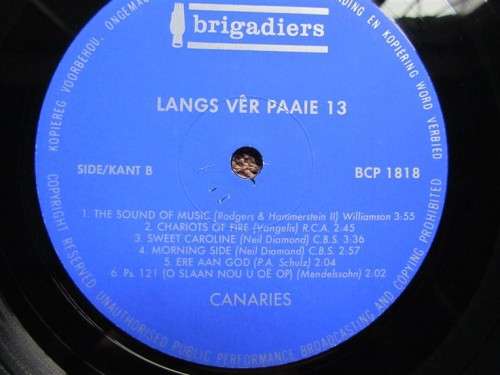 brigadiers
LANGS VÊR PAAIE 13
SIDE/KANT B
BCP 1818
1. THE SOUND OF MUSIC (Rodgers & Hartimerstein II) Williamson 3:55
2. CHARIOTS OF FIRE (Vangelis) R.C.A. 2:45
3. SWEET CAROLINE (Neil Diamond) C.B.S. 3:36
4. MORNING SIDE (Neil Diamond) C.B.S. 2:57
5. ERE AAN GOD (P.A. Schulz) 2:04
6. Ps. 121 (O SLAAN NOU U OË OP) (Mendelssohn) 2:02
CANARIES
KOPIEREG VOORBEHOU. ONGEMAG
EN KOPIËRING WORD VERBIED
COPYRIGHT RESERVED UNAUTHORISED PUBLIC PERFORMANCE BROADCASTING AND COPYING PROHIBITED